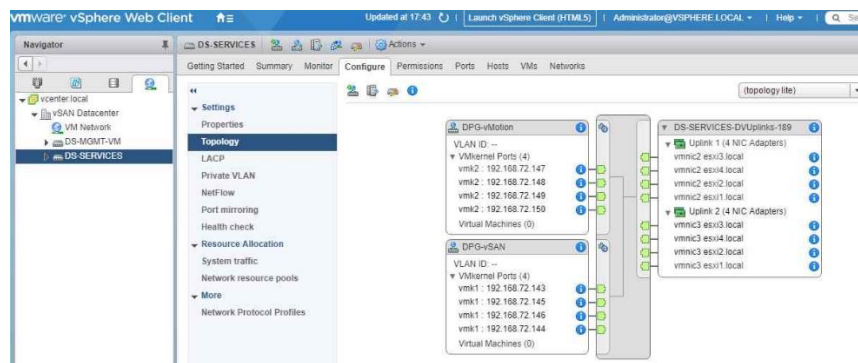 vmware® vSphere Web Client
Updated at 17:43
Launch vSphere Client (HTML5)
Administrator@VSPHERE.LOCAL
Help
Navigator
DS-SERVICES
Actions
Getting Started Summary Monitor Configure Permissions Ports Hosts VMs Networks
vcenter.local
vSAN Datacenter
VM Network
DS-MGMT-VM
DS-SERVICES
Settings
Properties
Topology
LACP
Private VLAN
NetFlow
Port mirroring
Health check
Resource Allocation
System traffic
Network resource pools
More
Network Protocol Profiles
(topology lite)
DPG-vMotion
VLAN ID: --
VMkernel Ports (4)
vmk2 : 192.168.72.147
vmk2 : 192.168.72.148
vmk2 : 192.168.72.149
vmk2 : 192.168.72.150
Virtual Machines (0)
DPG-vSAN
VLAN ID: --
VMkernel Ports (4)
vmk1 : 192.168.72.143
vmk1 : 192.168.72.145
vmk1 : 192.168.72.146
vmk1 : 192.168.72.144
Virtual Machines (0)
DS-SERVICES-DVUplinks-189
Uplink 1 (4 NIC Adapters)
vmnic2 esxi3.local
vmnic2 esxi4.local
vmnic2 esxi2.local
vmnic2 esxi1.local
Uplink 2 (4 NIC Adapters)
vmnic3 esxi3.local
vmnic3 esxi4.local
vmnic3 esxi2.local
vmnic3 esxi1.local